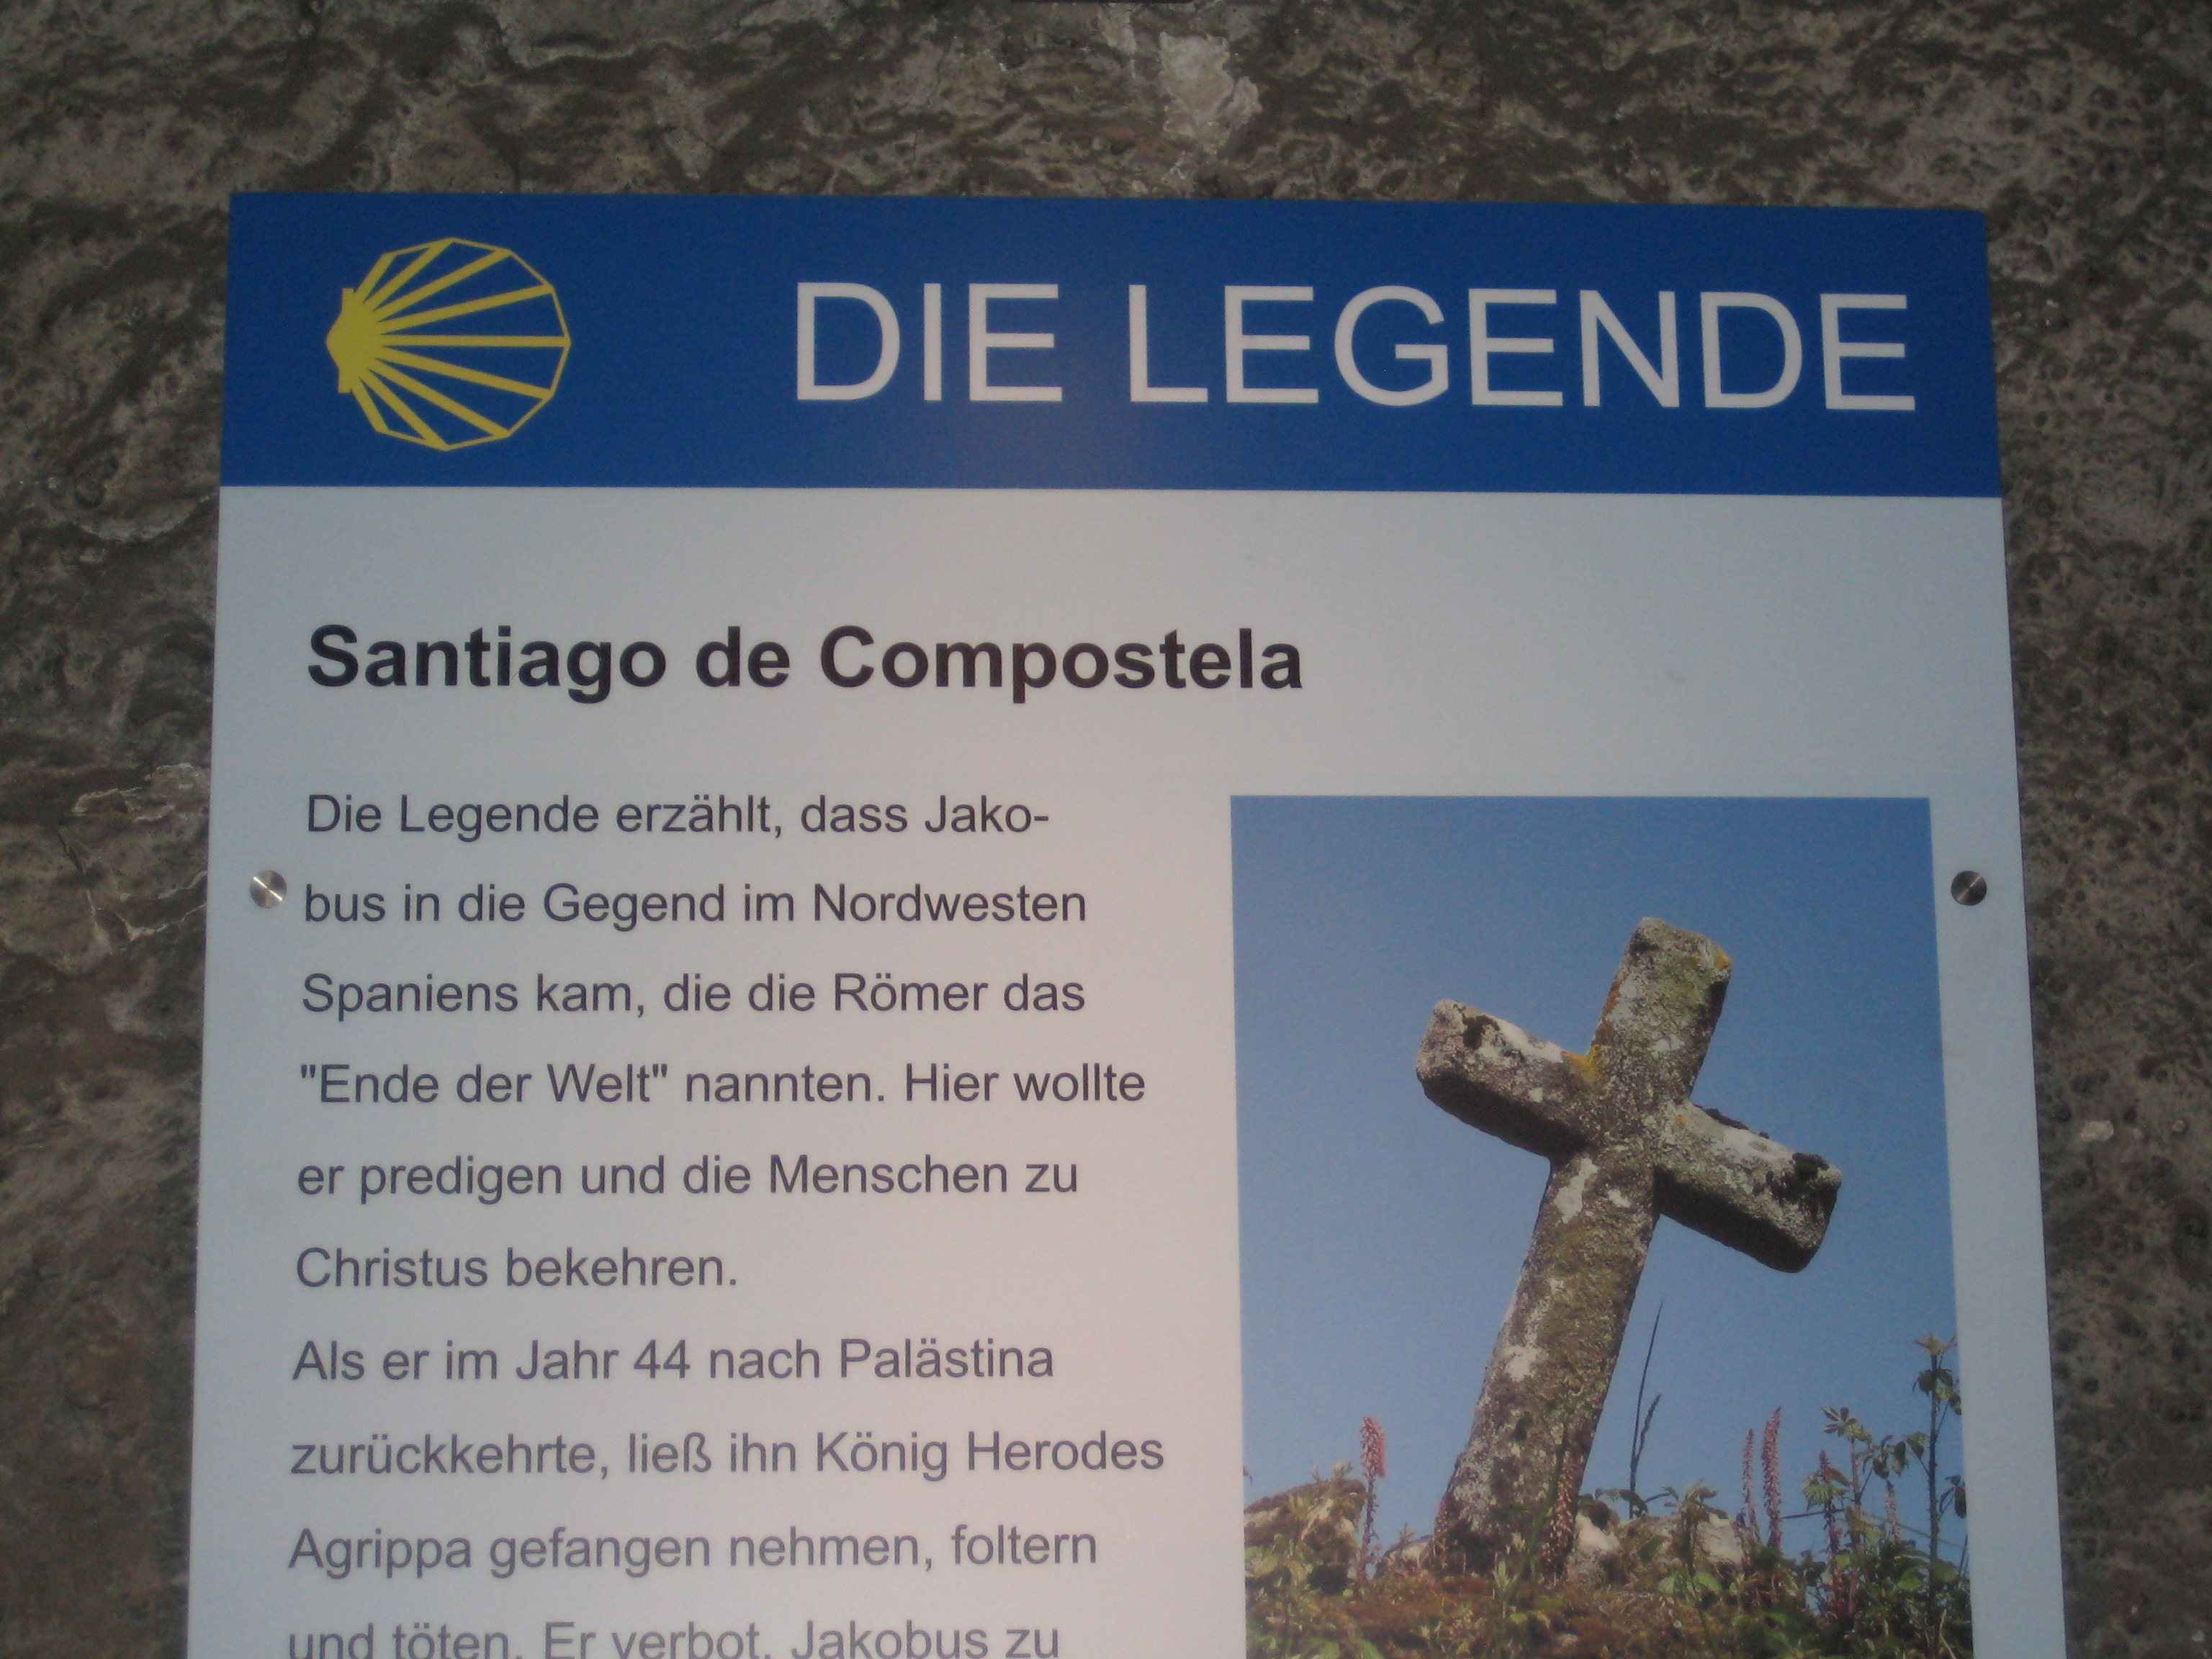 DIE LEGENDE
Santiago de Compostela
Die Legende erzählt, dass Jako-
bus in die Gegend im Nordwesten
Spaniens kam, die die Römer das
"Ende der Welt" nannten. Hier wollte
er predigen und die Menschen zu
Christus bekehren.
Als er im Jahr 44 nach Palästina
zurückkehrte, ließ ihn König Herodes
Agrippa gefangen nehmen, foltern
und töten. Er verbot, Jakobus zu